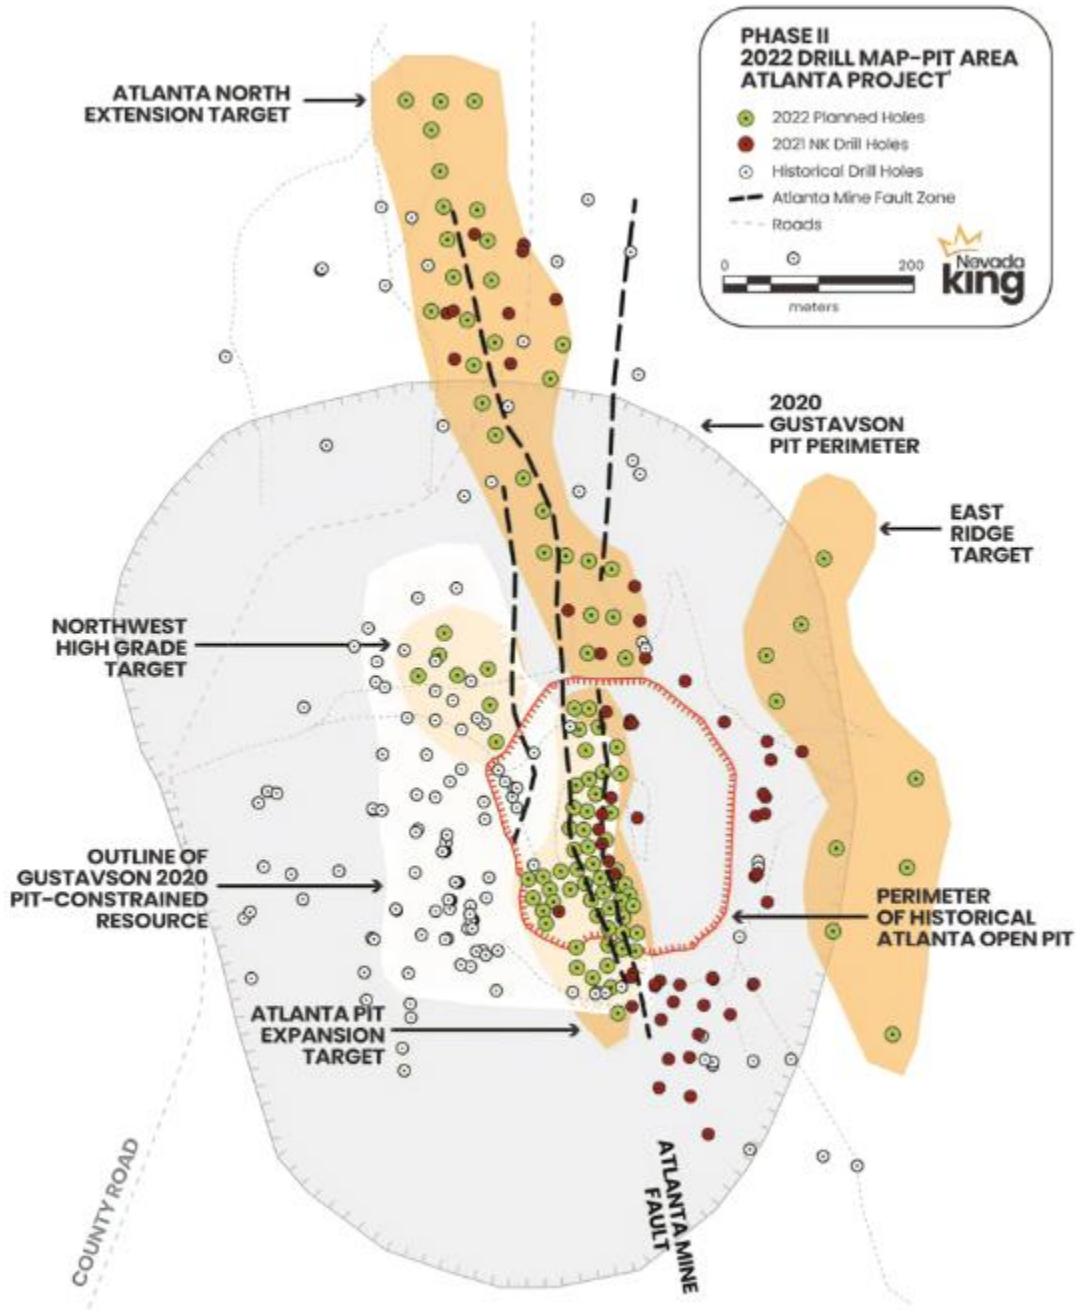 PHASE II
2022 DRILL MAP-PIT AREA
ATLANTA PROJECT¹
2022 Planned Holes
2021 NK Drill Holes
Historical Drill Holes
Atlanta Mine Fault Zone
Roads
0 200
meters
Nevada
king
ATLANTA NORTH
EXTENSION TARGET
2020
GUSTAVSON
PIT PERIMETER
EAST
RIDGE
TARGET
NORTHWEST
HIGH GRADE
TARGET
OUTLINE OF
GUSTAVSON 2020
PIT-CONSTRAINED
RESOURCE
PERIMETER
OF HISTORICAL
ATLANTA OPEN PIT
ATLANTA PIT
EXPANSION
TARGET
COUNTY ROAD
ATLANTA MINE
FAULT